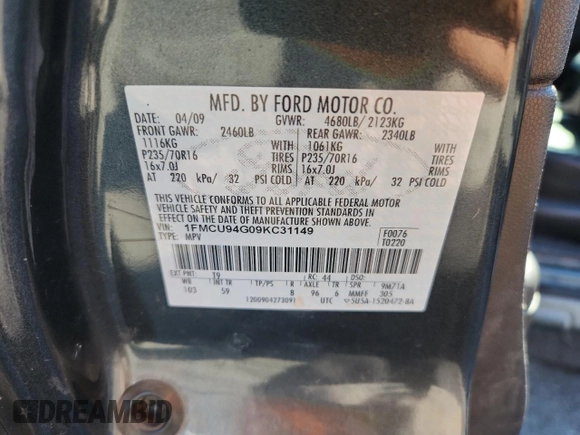 MFD. BY FORD MOTOR CO.
DATE: 04/09 GVWR: 4680LB/ 2123KG
FRONT GAWR: 2460LB REAR GAWR: 2340LB
1116KG WITH 1061KG WITH
P235/70R16 TIRES P235/70R16 TIRES
16x7.0J RIMS 16x7.0J RIMS
AT 220 kPa/ 32 PSI COLD AT 220 kPa/ 32 PSI COLD
THIS VEHICLE CONFORMS TO ALL APPLICABLE FEDERAL MOTOR
VEHICLE SAFETY AND THEFT PREVENTION STANDARDS IN
EFFECT ON THE DATE OF MANUFACTURE SHOWN ABOVE.
VIN: 1FMCU94G09KC31149 F0076
TYPE: MPV T0220
EXT PNT: T9 RC: 44 DSO:
WB INT TR TP/PS R AXLE TR SPR 9M71A
103 S9 8 96 6 MMFF 305
UTC
DREAMBID